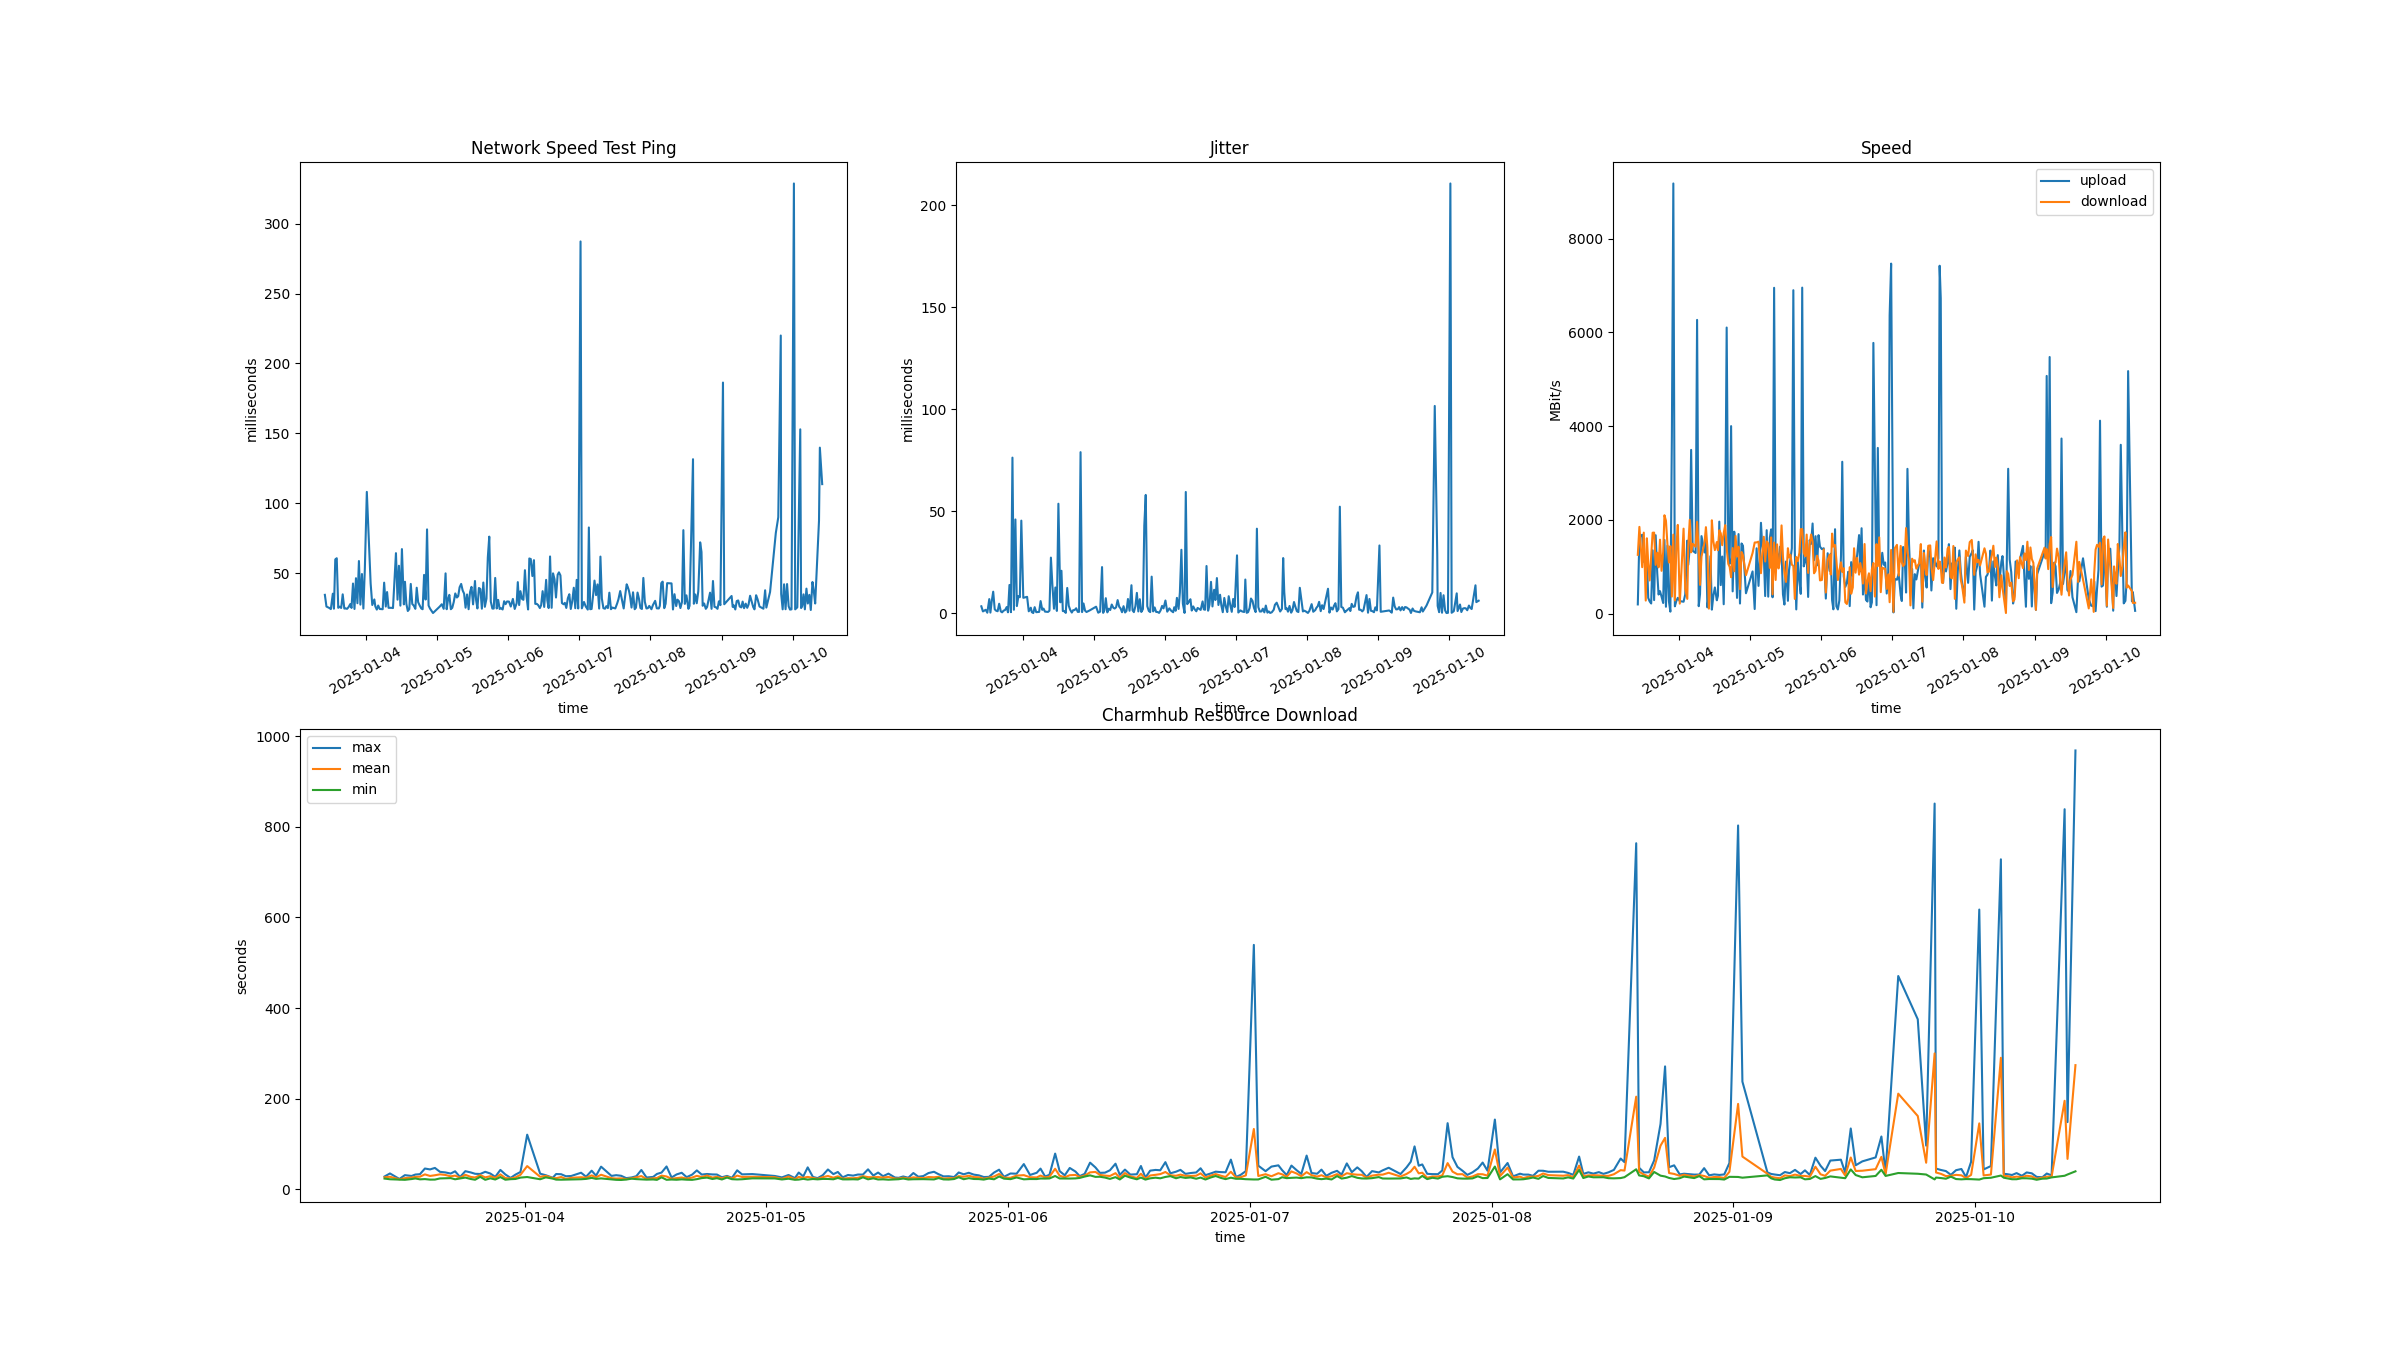 Network Speed Test Ping
300
250
200
150
100
50
milliseconds
2025-01-04
2025-01-05
2025-01-06
2025-01-07
2025-01-08
2025-01-09
2025-01-10
time
Jitter
200
150
100
50
0
milliseconds
2025-01-04
2025-01-05
2025-01-06
2025-01-07
2025-01-08
2025-01-09
2025-01-10
time
Speed
upload
download
8000
6000
4000
2000
0
MBit/s
2025-01-04
2025-01-05
2025-01-06
2025-01-07
2025-01-08
2025-01-09
2025-01-10
time
Charmhub Resource Download
max
mean
min
1000
800
600
400
200
0
seconds
2025-01-04
2025-01-05
2025-01-06
2025-01-07
2025-01-08
2025-01-09
2025-01-10
time